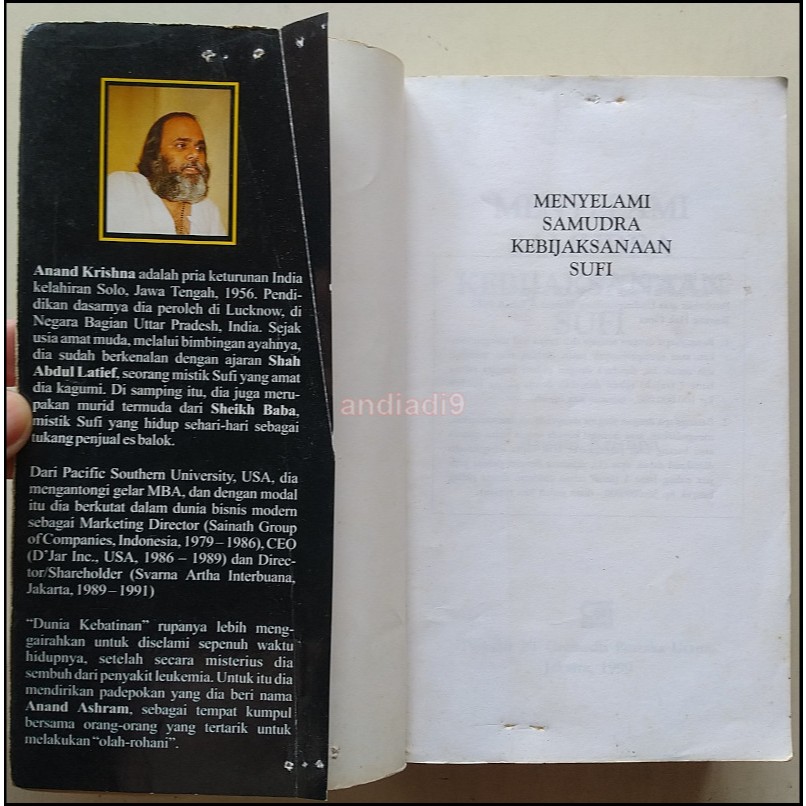 Anand Krishna adalah pria keturunan India
kelahiran Solo, Jawa Tengah, 1956. Pendi-
dikan dasarnya dia peroleh di Lucknow, di
Negara Bagian Uttar Pradesh, India. Sejak
usia amat muda, melalui bimbingan ayahnya,
dia sudah berkenalan dengan ajaran Shah
Abdul Latief, seorang mistik Sufi yang amat
dia kagumi. Di samping itu, dia juga meru-
pakan murid termuda dari Sheikh Baba,
mistik Sufi yang hidup sehari-hari sebagai
tukang penjual es balok.
Dari Pacific Southern University, USA, dia
mengantongi gelar MBA, dan dengan modal
itu dia berkutat dalam dunia bisnis modern
sebagai Marketing Director (Sainath Group
of Companies, Indonesia, 1979 – 1986), CEO
(D’Jar Inc., USA, 1986 – 1989) dan Direc-
tor/Shareholder (Svarna Artha Interbuana,
Jakarta, 1989 – 1991)
“Dunia Kebatinan” rupanya lebih meng-
gairahkan untuk diselami sepenuh waktu
hidupnya, setelah secara misterius dia
sembuh dari penyakit leukemia. Untuk itu dia
mendirikan padepokan yang dia beri nama
Anand Ashram, sebagai tempat kumpul
bersama orang-orang yang tertarik untuk
melakukan “olah-rohani”.
andiadi9
MENYELAMI
SAMUDRA
KEBIJAKSANAAN
SUFI